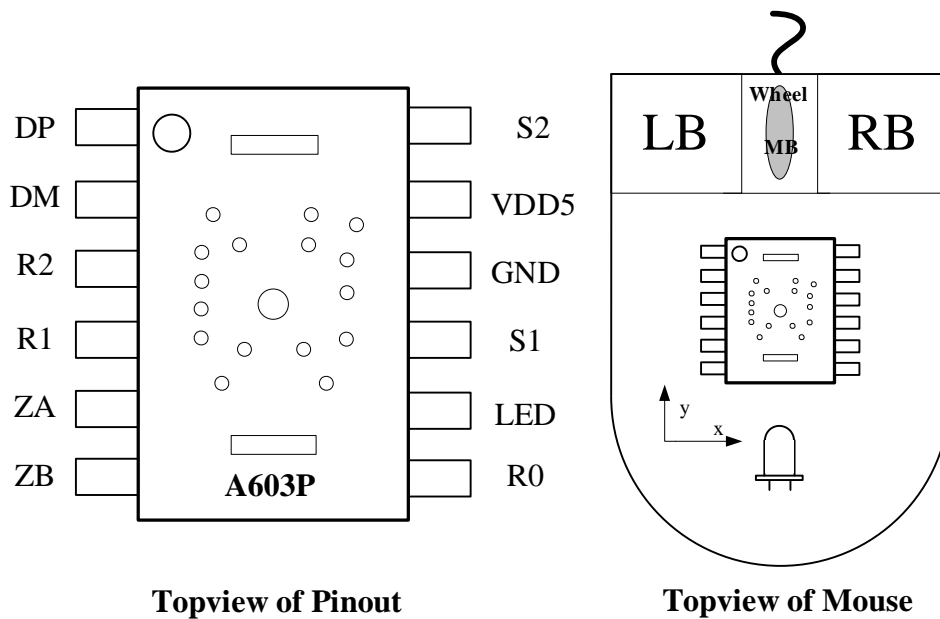 DP
DM
R2
R1
ZA
ZB
S2
VDD5
GND
S1
LED
R0
A603P
Topview of Pinout
LB
Wheel
MB
RB
y
x
Topview of Mouse